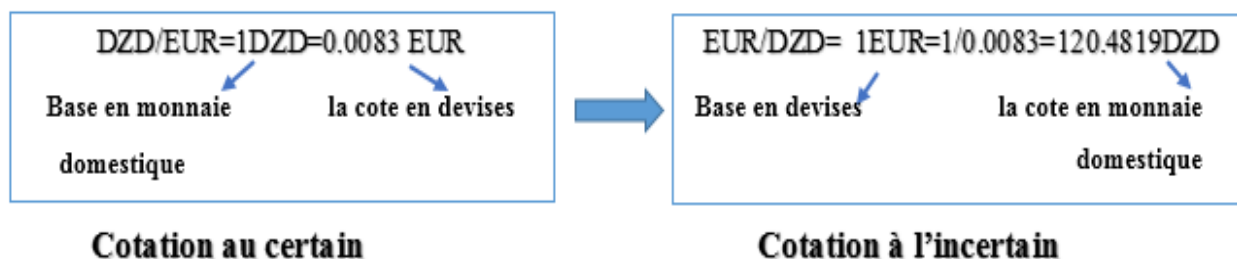 DZD/EUR=1DZD=0.0083 EUR
Base en monnaie
domestique
la cote en devises
EUR/DZD= 1EUR=1/0.0083=120.4819DZD
Base en devises
la cote en monnaie
domestique
Cotation au certain
Cotation à l’incertain